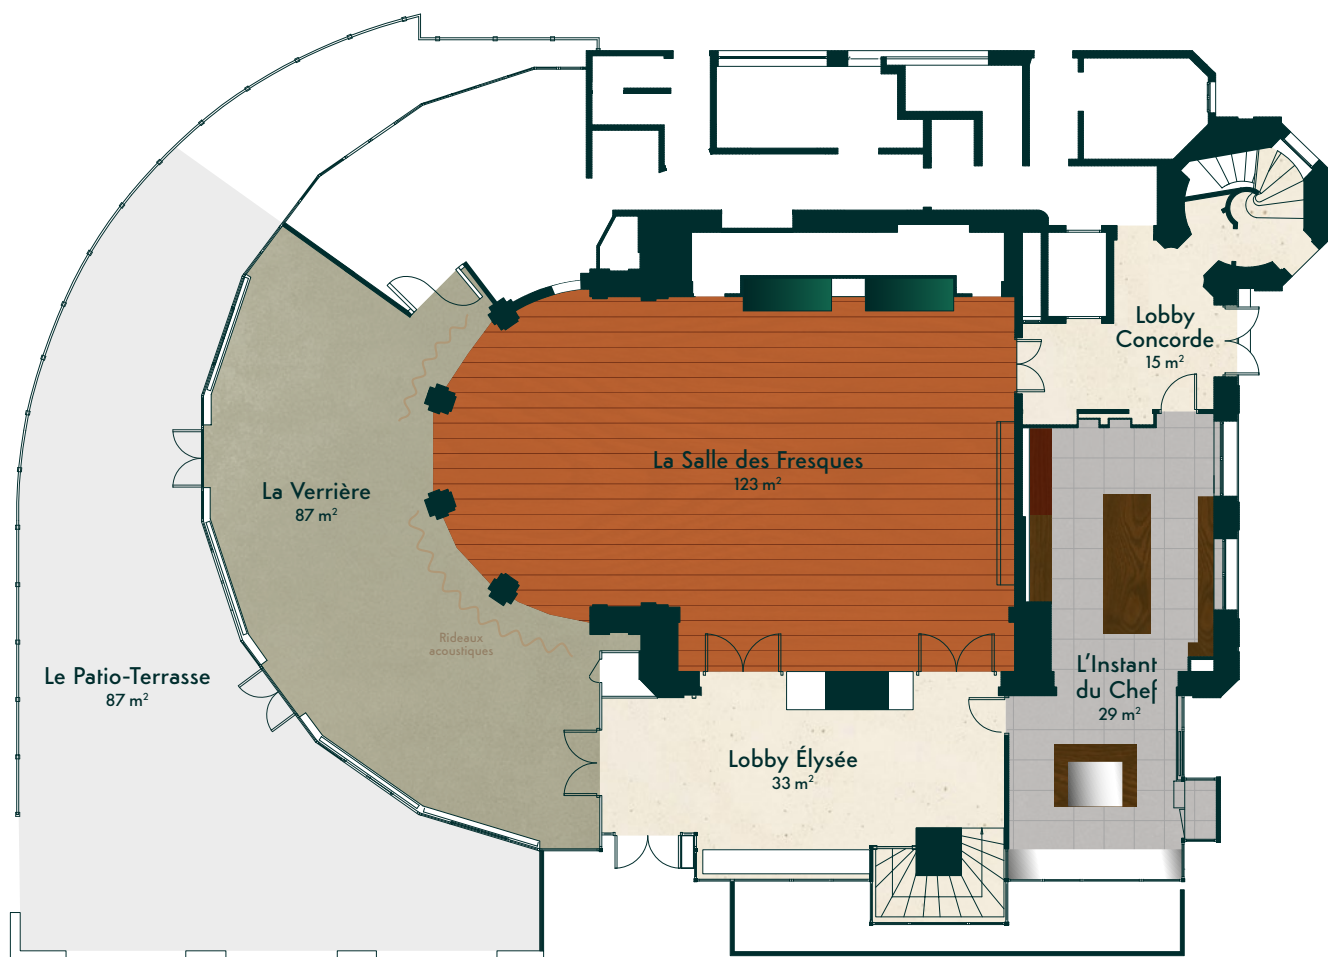 Lobby
Concorde
15 m²
La Salle des Fresques
123 m²
La Verrière
87 m²
Rideaux
acoustiques
Le Patio-Terrasse
87 m²
L'Instant
du Chef
29 m²
Lobby Élysée
33 m²